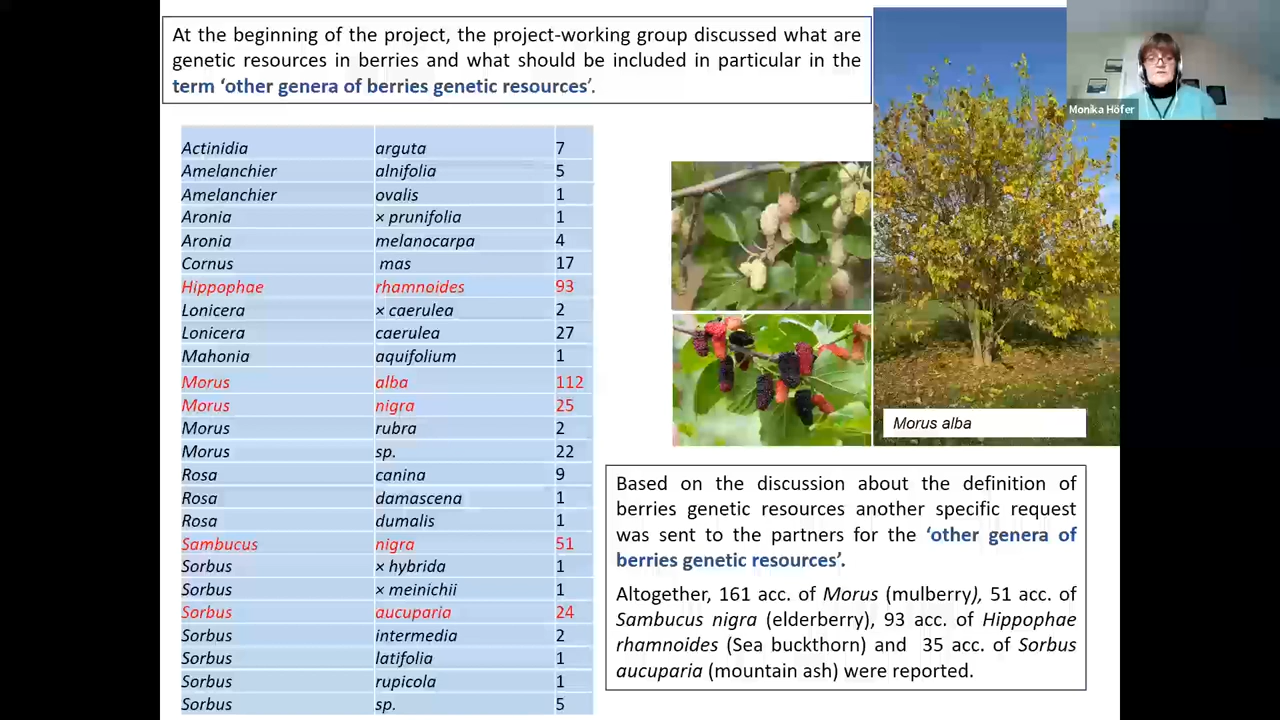 At the beginning of the project, the project-working group discussed what are
genetic resources in berries and what should be included in particular in the
term ‘other genera of berries genetic resources’.
Monika Höfer
Actinidia arguta 7
Amelanchier alnifolia 5
Amelanchier ovalis 1
Aronia × prunifolia 1
Aronia melanocarpa 4
Cornus mas 17
Hippophae rhamnoides 93
Lonicera × caerulea 2
Lonicera caerulea 27
Mahonia aquifolium 1
Morus alba 112
Morus nigra 25
Morus rubra 2
Morus sp. 22
Rosa canina 9
Rosa damascena 1
Rosa dumalis 1
Sambucus nigra 51
Sorbus × hybrida 1
Sorbus × meinichii 1
Sorbus aucuparia 24
Sorbus intermedia 2
Sorbus latifolia 1
Sorbus rupicola 1
Sorbus sp. 5
Morus alba
Based on the discussion about the definition of
berries genetic resources another specific request
was sent to the partners for the ‘other genera of
berries genetic resources’.
Altogether, 161 acc. of Morus (mulberry), 51 acc. of
Sambucus nigra (elderberry), 93 acc. of Hippophae
rhamnoides (Sea buckthorn) and 35 acc. of Sorbus
aucuparia (mountain ash) were reported.